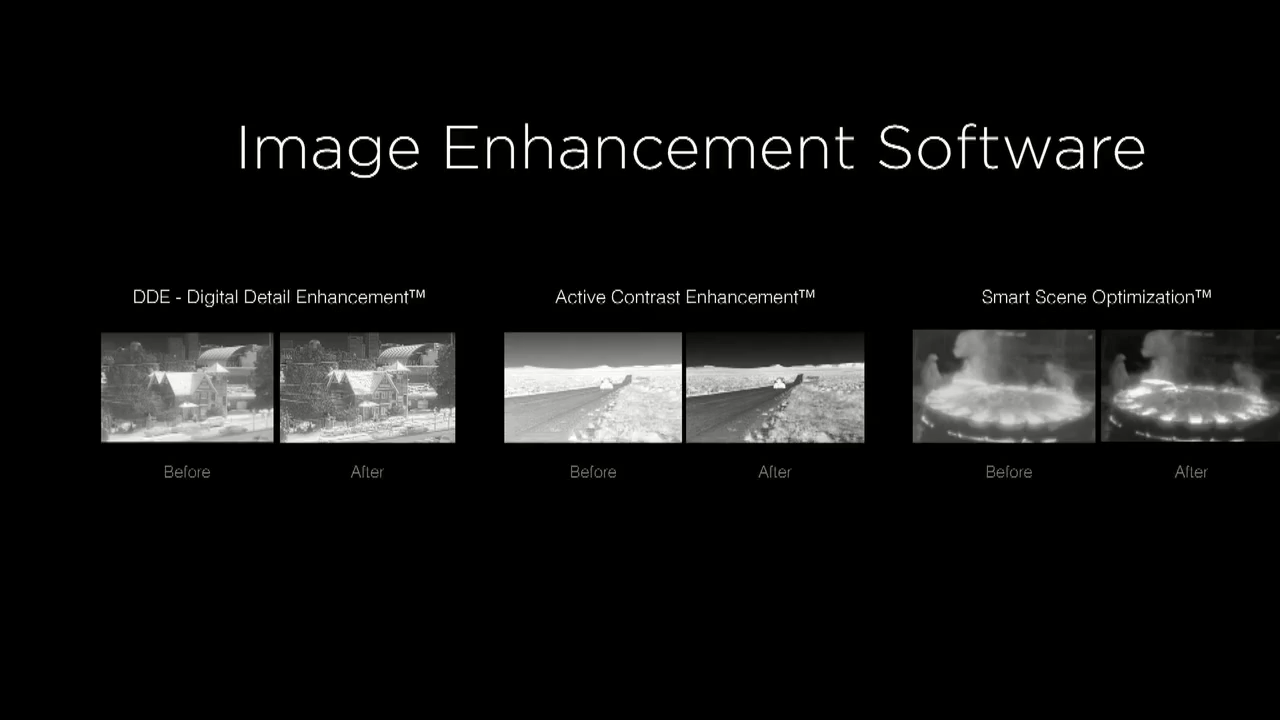 Image Enhancement Software
DDE - Digital Detail Enhancement™
Active Contrast Enhancement™
Smart Scene Optimization™
Before
After
Before
After
Before
After